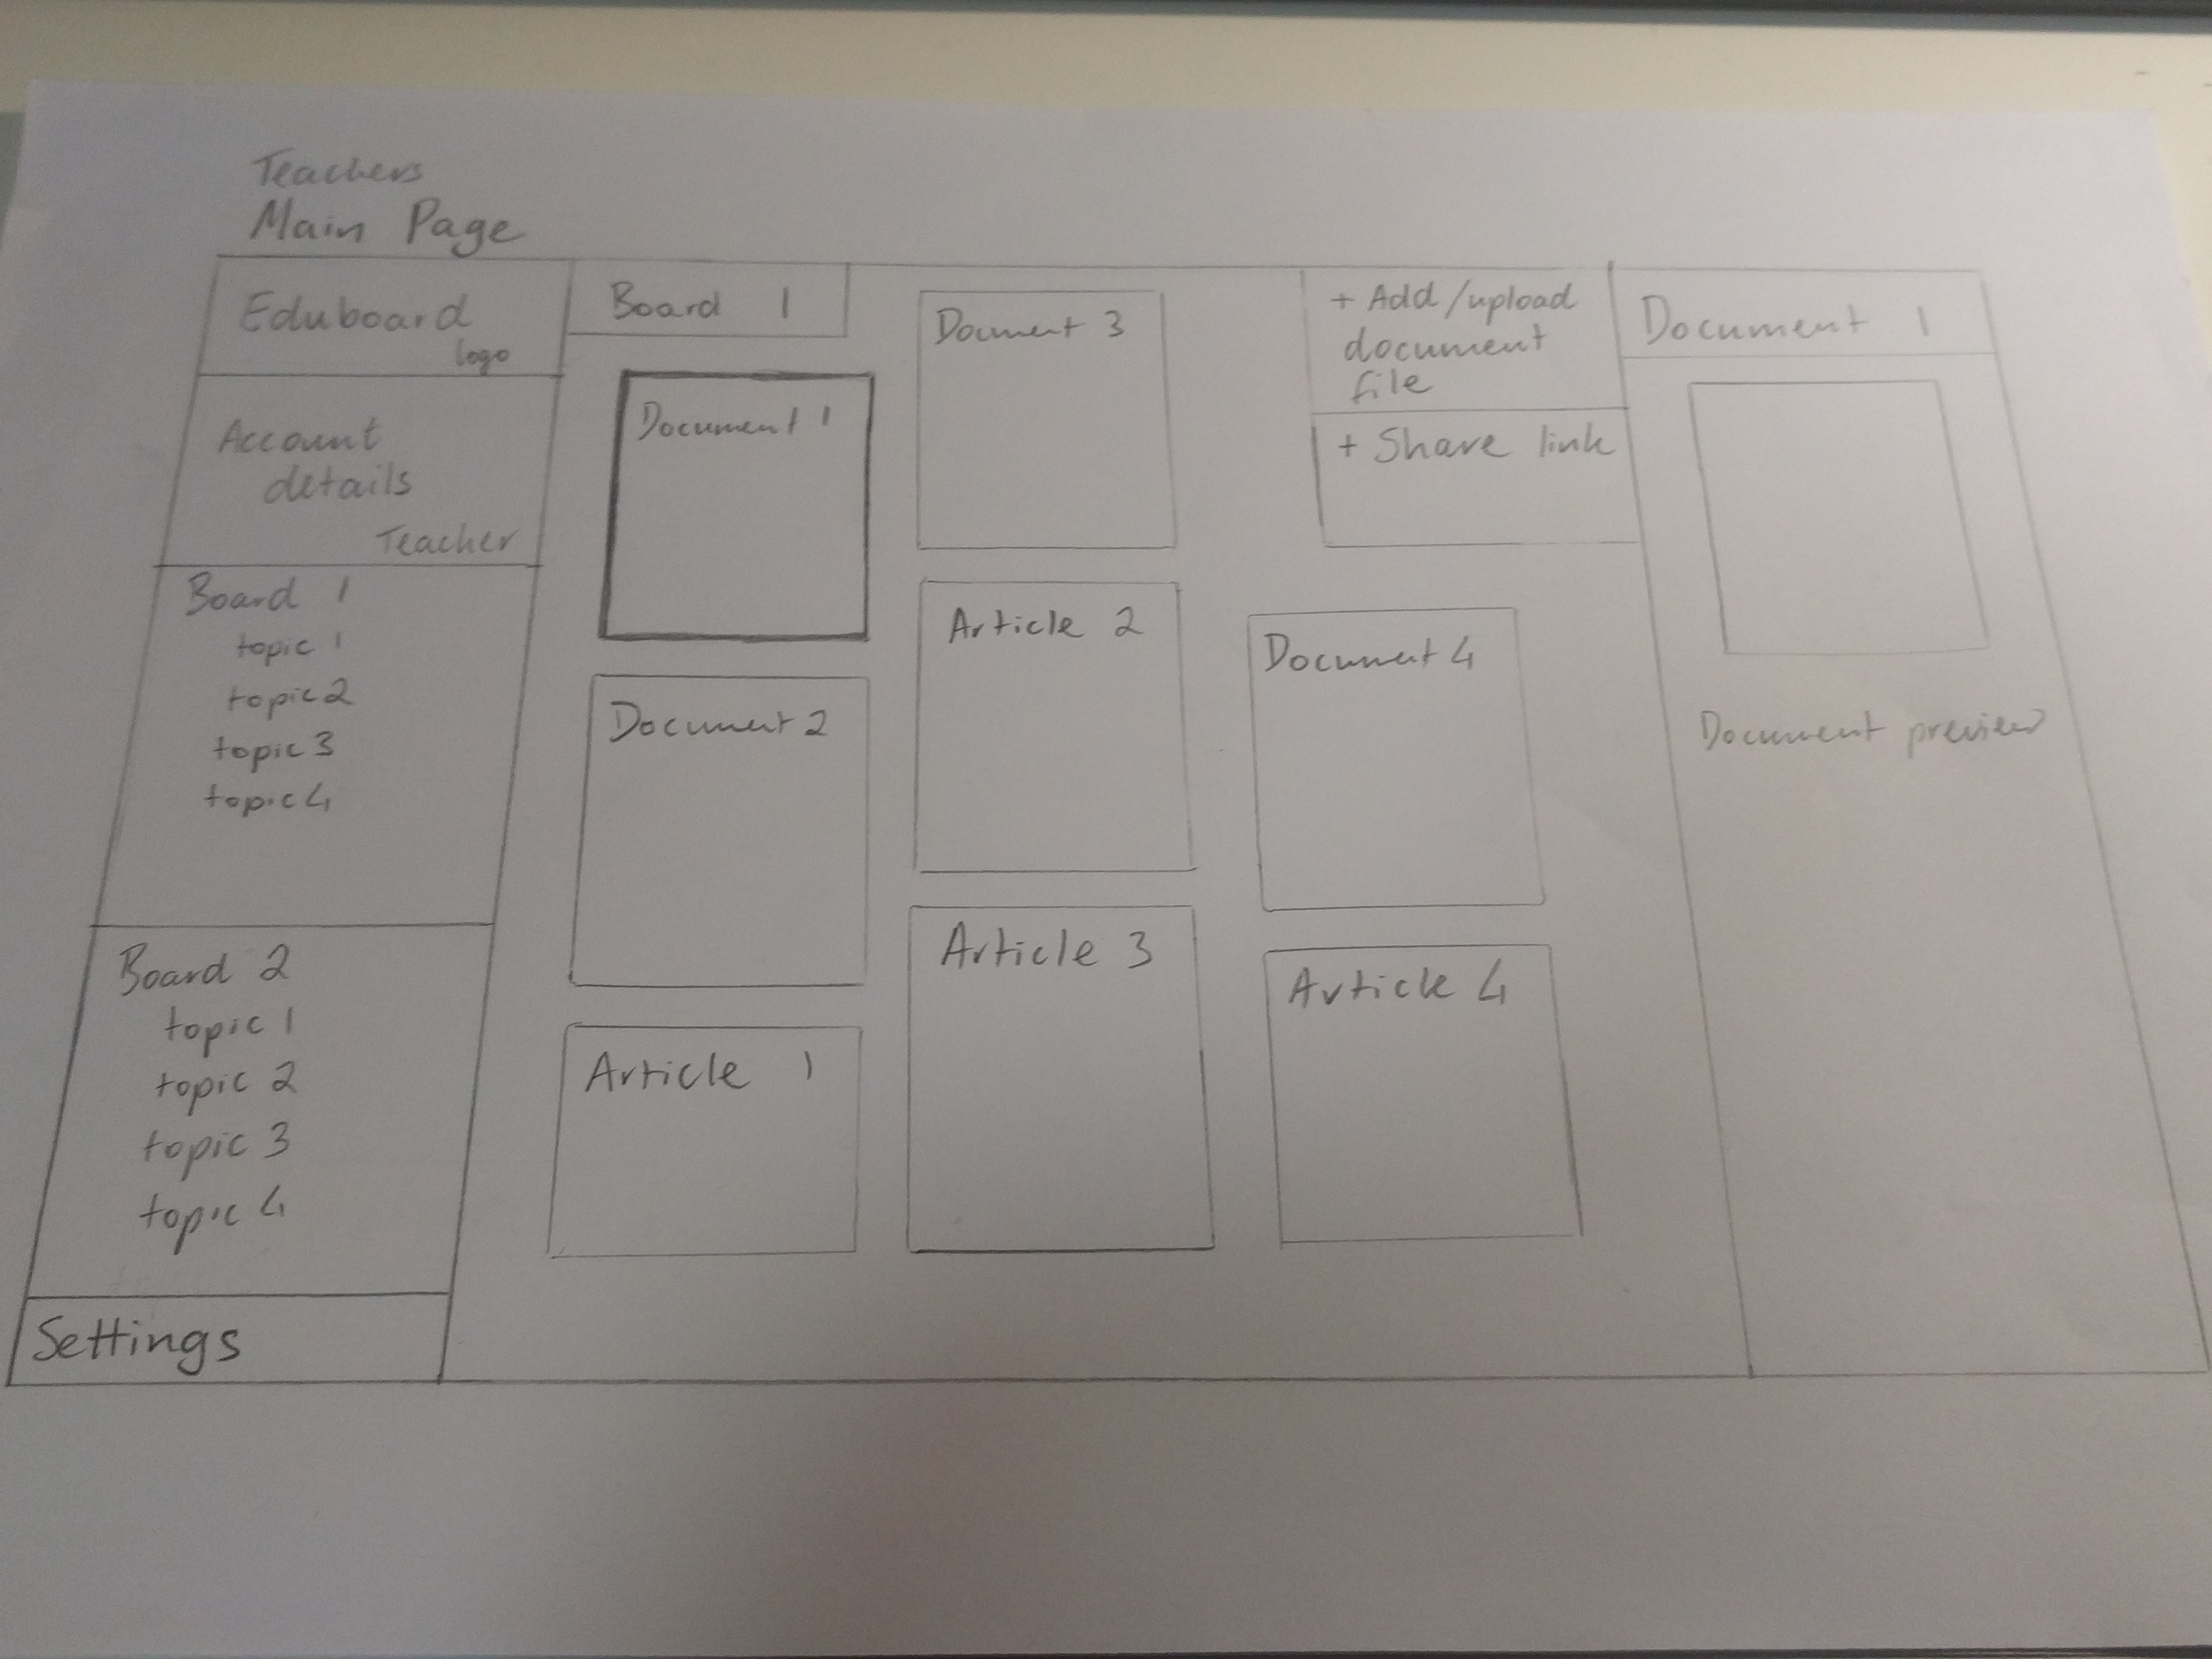 Teachers
Main Page
Eduboard
logo
Account
details
Teacher
Board 1
topic 1
topic 2
topic 3
topic 4
Board 2
topic 1
topic 2
topic 3
topic 4
Settings
Board 1
Document 1
Document 2
Article 1
Document 3
Article 2
Article 3
+ Add/upload
document
file
+ Share link
Document 4
Article 4
Document 1
Document preview